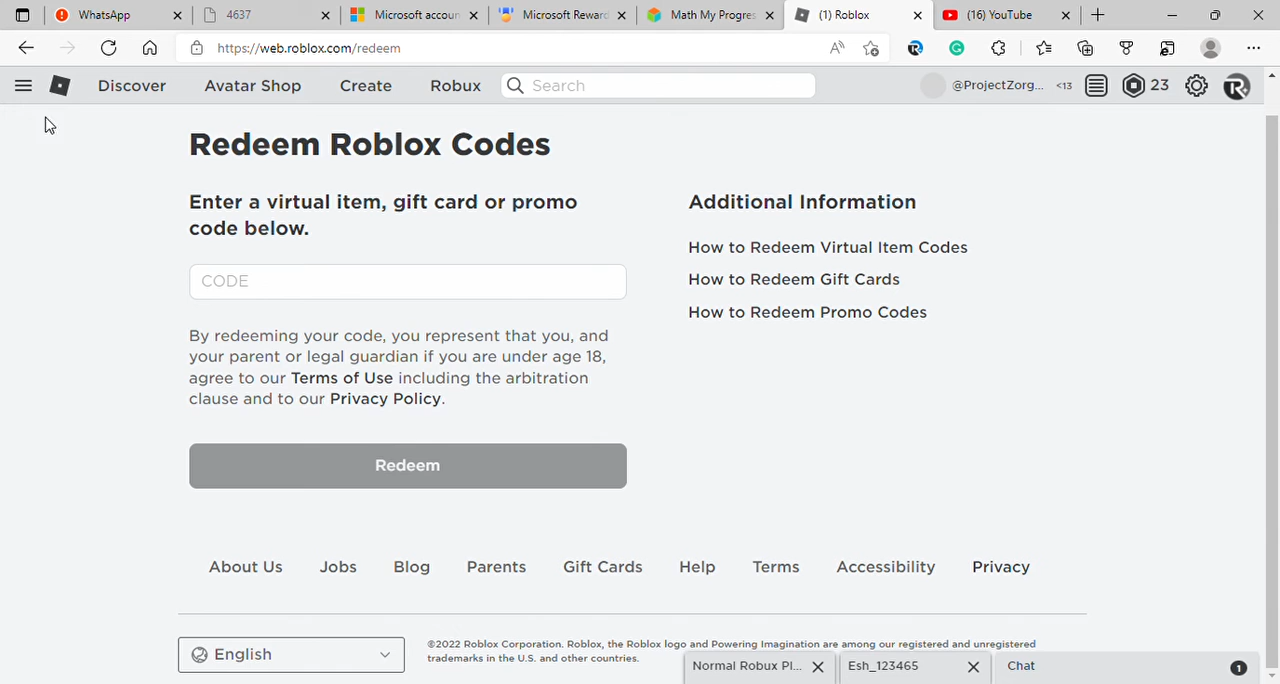 WhatsApp
4637
Microsoft accoun
Microsoft Reward
Math My Progres
(1) Roblox
(16) YouTube
https://web.roblox.com/redeem
Discover
Avatar Shop
Create
Robux
Search
@ProjectZorg...
<13
23
Redeem Roblox Codes
Enter a virtual item, gift card or promo
code below.
CODE
By redeeming your code, you represent that you, and
your parent or legal guardian if you are under age 18,
agree to our Terms of Use including the arbitration
clause and to our Privacy Policy.
Redeem
Additional Information
How to Redeem Virtual Item Codes
How to Redeem Gift Cards
How to Redeem Promo Codes
About Us
Jobs
Blog
Parents
Gift Cards
Help
Terms
Accessibility
Privacy
English
©2022 Roblox Corporation. Roblox, the Roblox logo and Powering Imagination are among our registered and unregistered
trademarks in the U.S. and other countries.
Normal Robux Pl...
Esh_123465
Chat
1